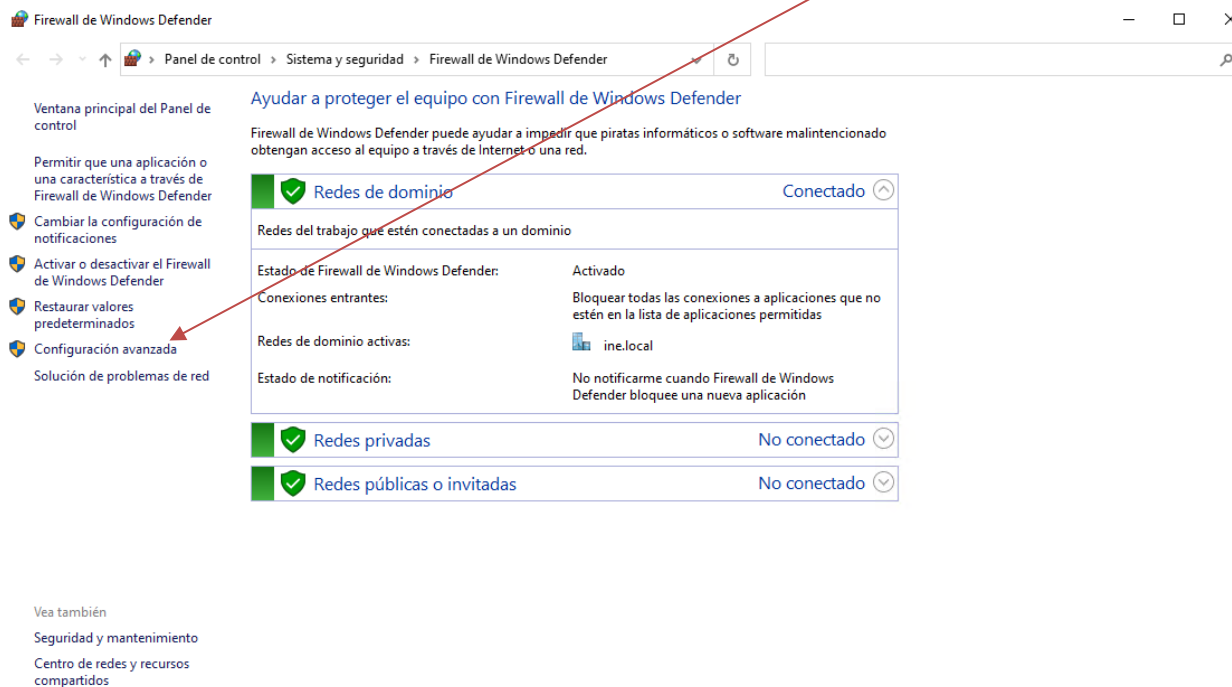 Firewall de Windows Defender
Panel de control > Sistema y seguridad > Firewall de Windows Defender
Ventana principal del Panel de
control
Permitir que una aplicación o
una característica a través de
Firewall de Windows Defender
Cambiar la configuración de
notificaciones
Activar o desactivar el Firewall
de Windows Defender
Restaurar valores
predeterminados
Configuración avanzada
Solución de problemas de red
Ayudar a proteger el equipo con Firewall de Windows Defender
Firewall de Windows Defender puede ayudar a impedir que piratas informáticos o software malintencionado
obtengan acceso al equipo a través de Internet o una red.
Redes de dominio Conectado
Redes del trabajo que estén conectadas a un dominio
Estado de Firewall de Windows Defender: Activado
Conexiones entrantes: Bloquear todas las conexiones a aplicaciones que no
estén en la lista de aplicaciones permitidas
Redes de dominio activas: ine.local
Estado de notificación: No notificarme cuando Firewall de Windows
Defender bloquee una nueva aplicación
Redes privadas No conectado
Redes públicas o invitadas No conectado
Vea también
Seguridad y mantenimiento
Centro de redes y recursos
compartidos